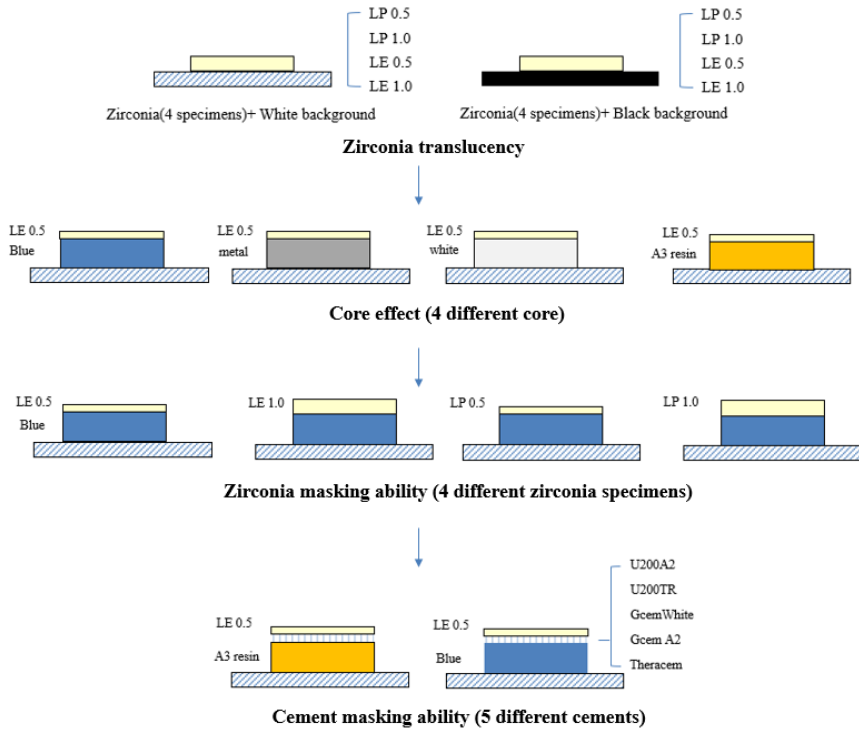 LP 0.5
LP 1.0
LE 0.5
LE 1.0
Zirconia(4 specimens)+ White background
LP 0.5
LP 1.0
LE 0.5
LE 1.0
Zirconia(4 specimens)+ Black background
Zirconia translucency
LE 0.5
Blue
LE 0.5
metal
LE 0.5
white
LE 0.5
A3 resin
Core effect (4 different core)
LE 0.5
Blue
LE 1.0
LP 0.5
LP 1.0
Zirconia masking ability (4 different zirconia specimens)
LE 0.5
A3 resin
LE 0.5
Blue
U200A2
U200TR
GcemWhite
Gcem A2
Theracem
Cement masking ability (5 different cements)